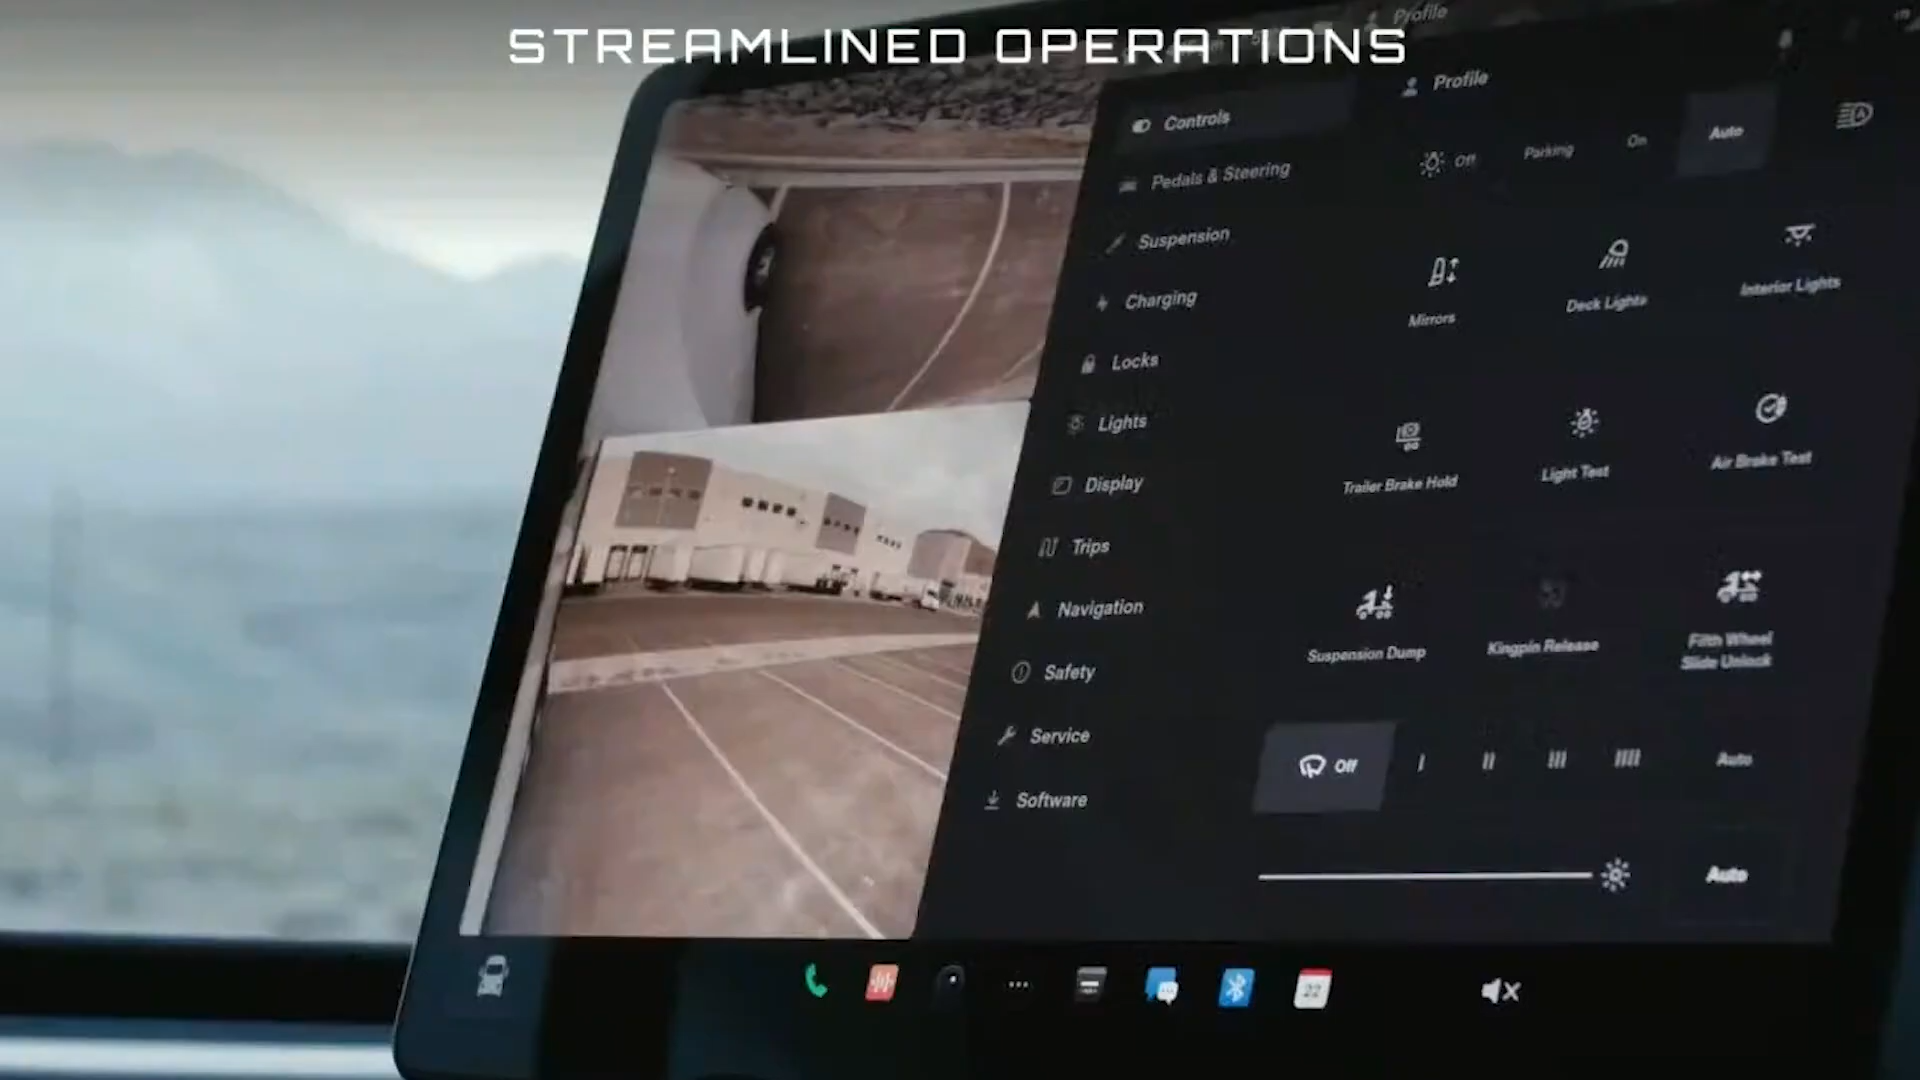 STREAMLINED OPERATIONS
Profile
Profile
Controls
Pedals & Steering
Suspension
Charging
Locks
Lights
Display
Trips
Navigation
Safety
Service
Software
Off Parking On Auto
Mirrors Deck Lights Interior Lights
Trailer Brake Hold Light Test Air Brake Test
Suspension Dump Kingpin Release Fifth Wheel
Slide Unlock
Off Auto
Auto
22